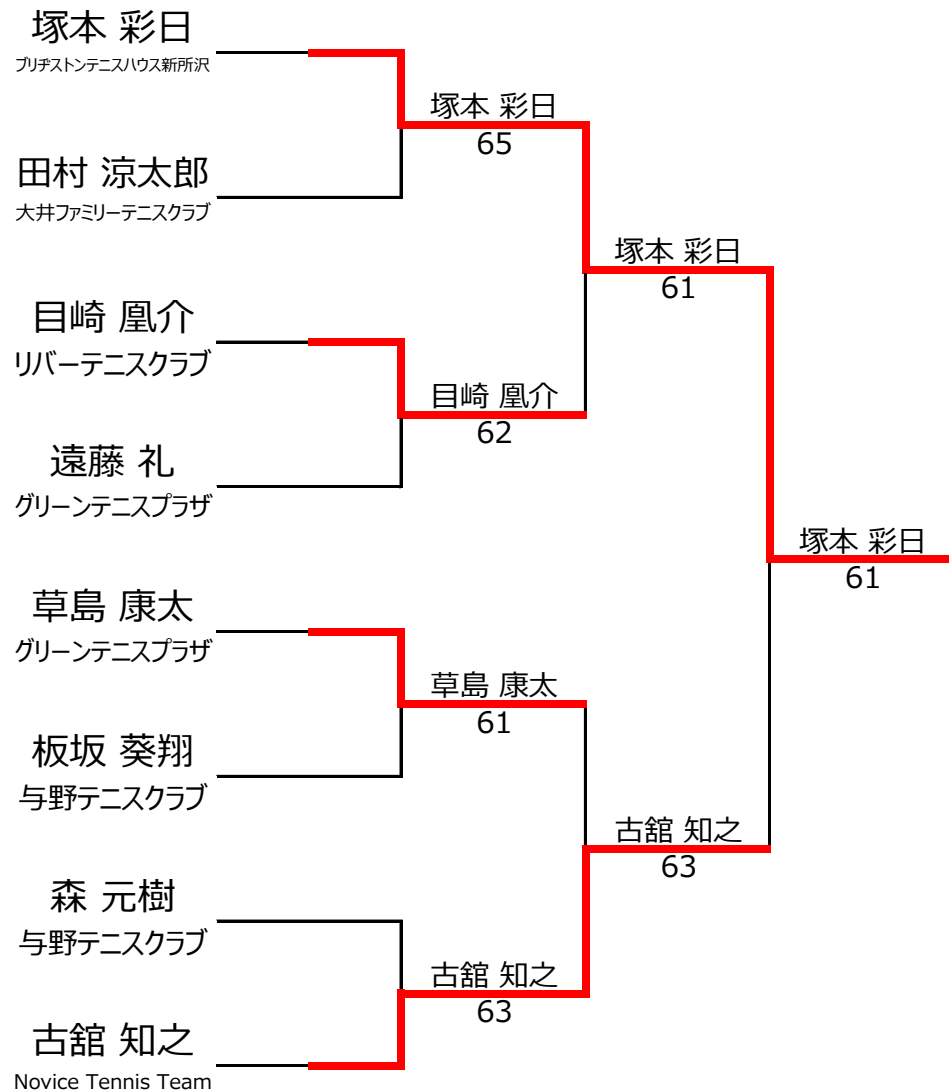 塚本 彩日
ブリヂストンテニスハウス新所沢
塚本 彩日
65
田村 涼太郎
大井ファミリーテニスクラブ
塚本 彩日
61
目崎 凰介
リバーテニスクラブ
目崎 凰介
62
遠藤 礼
グリーンテニスプラザ
塚本 彩日
61
草島 康太
グリーンテニスプラザ
草島 康太
61
板坂 葵翔
与野テニスクラブ
古舘 知之
63
森 元樹
与野テニスクラブ
古舘 知之
63
古舘 知之
Novice Tennis Team